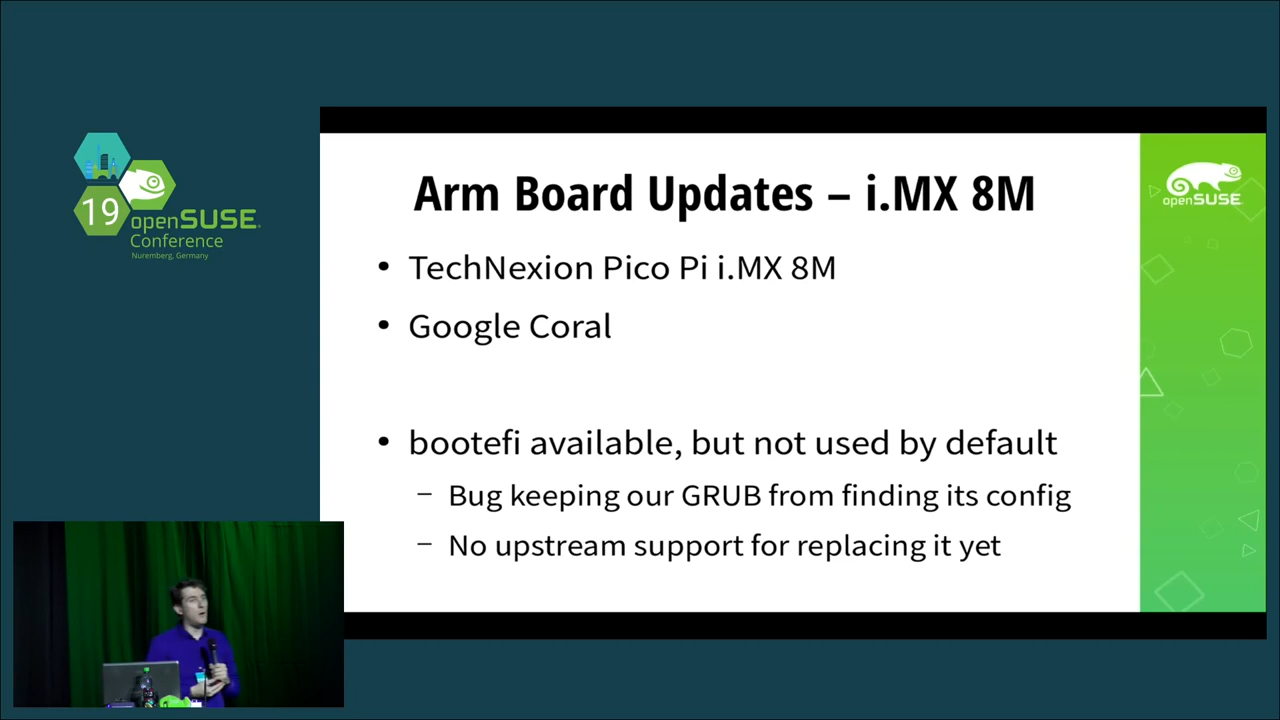 19
openSUSE
Conference
Nuremberg, Germany
Arm Board Updates – i.MX 8M
openSUSE
• TechNexion Pico Pi i.MX 8M
• Google Coral
• bootefi available, but not used by default
– Bug keeping our GRUB from finding its config
– No upstream support for replacing it yet